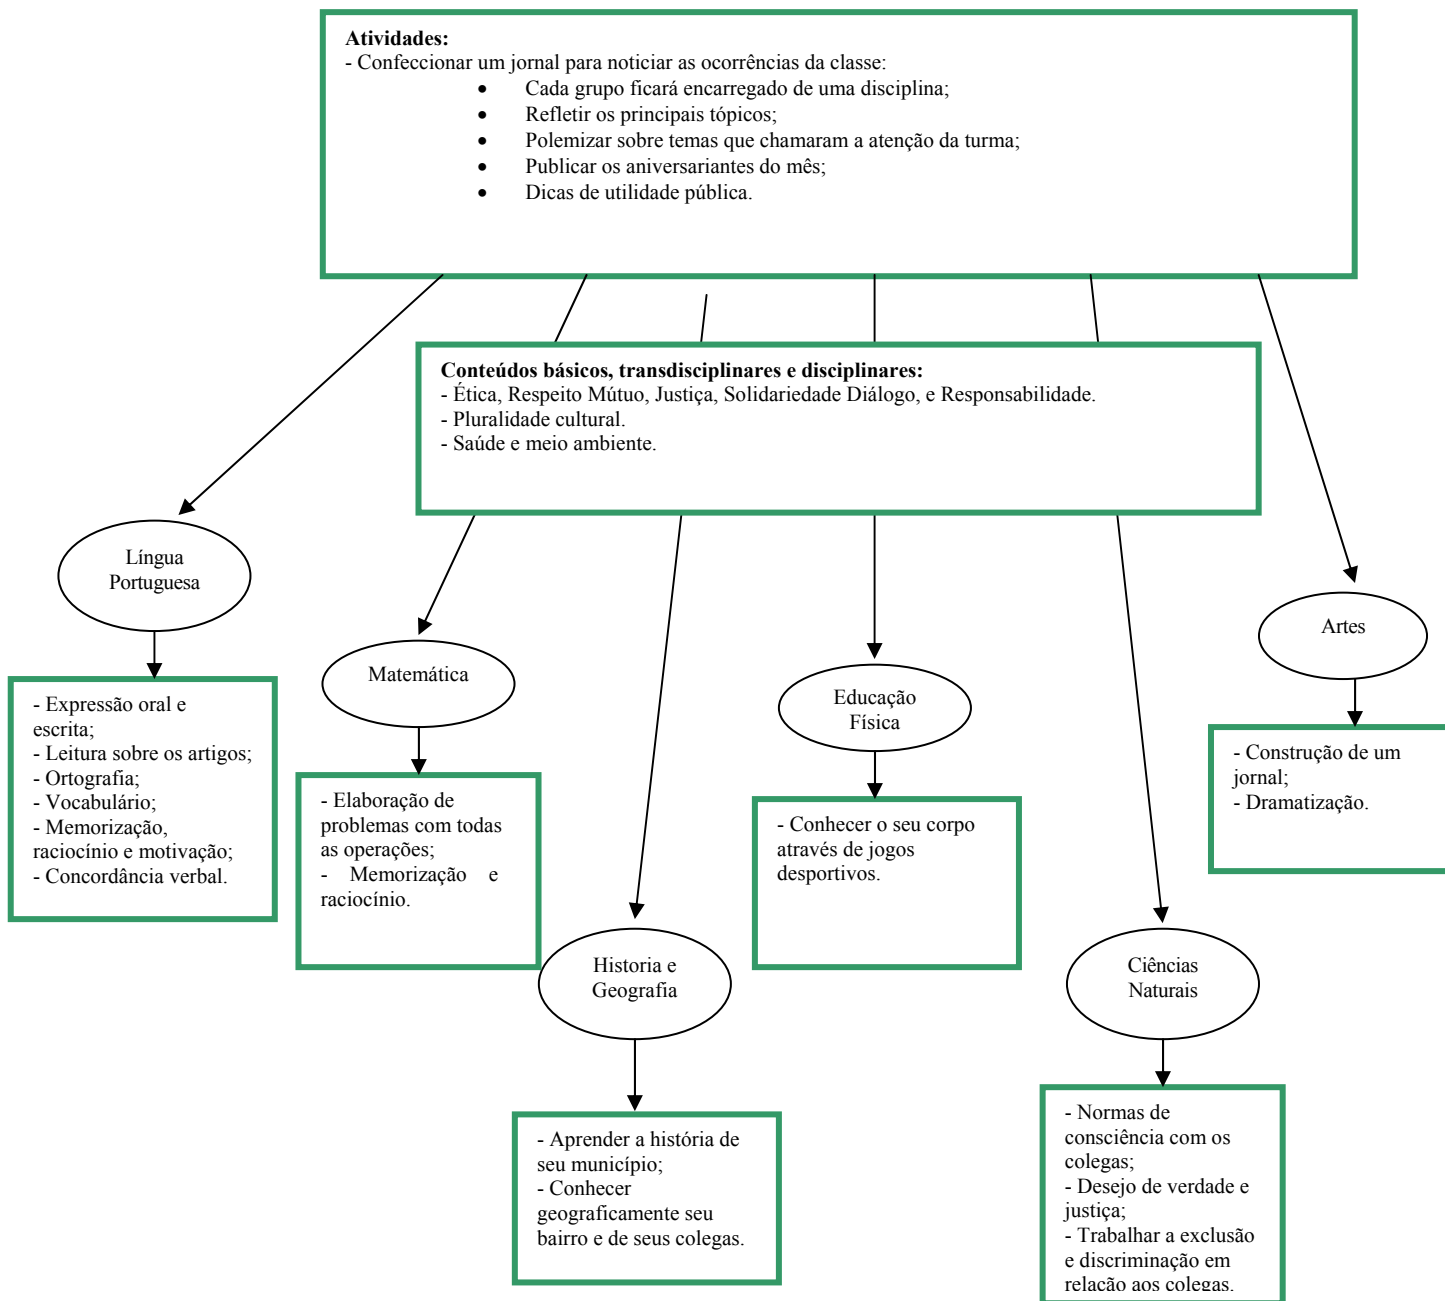 Atividades:
- Confeccionar um jornal para noticiar as ocorrências da classe:
• Cada grupo ficará encarregado de uma disciplina;
• Refletir os principais tópicos;
• Polemizar sobre temas que chamaram a atenção da turma;
• Publicar os aniversariantes do mês;
• Dicas de utilidade pública.
Conteúdos básicos, transdisciplinares e disciplinares:
- Ética, Respeito Mútuo, Justiça, Solidariedade Diálogo, e Responsabilidade.
- Pluralidade cultural.
- Saúde e meio ambiente.
Língua
Portuguesa
- Expressão oral e
escrita;
- Leitura sobre os artigos;
- Ortografia;
- Vocabulário;
- Memorização,
raciocínio e motivação;
- Concordância verbal.
Matemática
- Elaboração de
problemas com todas
as operações;
- Memorização e
raciocínio.
Historia e
Geografia
- Aprender a história de
seu município;
- Conhecer
geograficamente seu
bairro e de seus colegas.
Educação
Física
- Conhecer o seu corpo
através de jogos
desportivos.
Ciências
Naturais
- Normas de
consciência com os
colegas;
- Desejo de verdade e
justiça;
- Trabalhar a exclusão
e discriminação em
relação aos colegas.
Artes
- Construção de um
jornal;
- Dramatização.